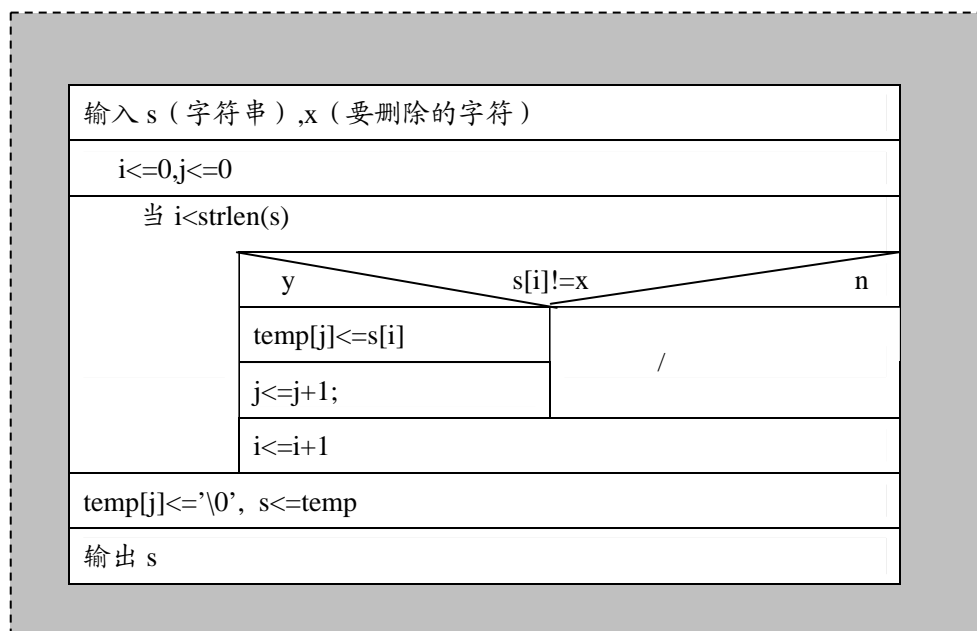 输入 s（字符串）,x（要删除的字符）
i<=0,j<=0
当 i<strlen(s)
y s[i]!=x n
temp[j]<=s[i]
/
j<=j+1;
i<=i+1
temp[j]<=’\0’, s<=temp
输出 s